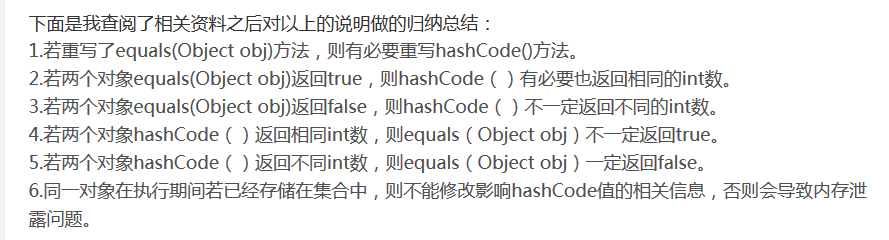 下面是我查阅了相关资料之后对以上的说明做的归纳总结：
1.若重写了equals(Object obj)方法，则有必要重写hashCode()方法。
2.若两个对象equals(Object obj)返回true，则hashCode（）有必要也返回相同的int数。
3.若两个对象equals(Object obj)返回false，则hashCode（）不一定返回不同的int数。
4.若两个对象hashCode（）返回相同int数，则equals（Object obj）不一定返回true。
5.若两个对象hashCode（）返回不同int数，则equals（Object obj）一定返回false。
6.同一对象在执行期间若已经存储在集合中，则不能修改影响hashCode值的相关信息，否则会导致内存泄
露问题。